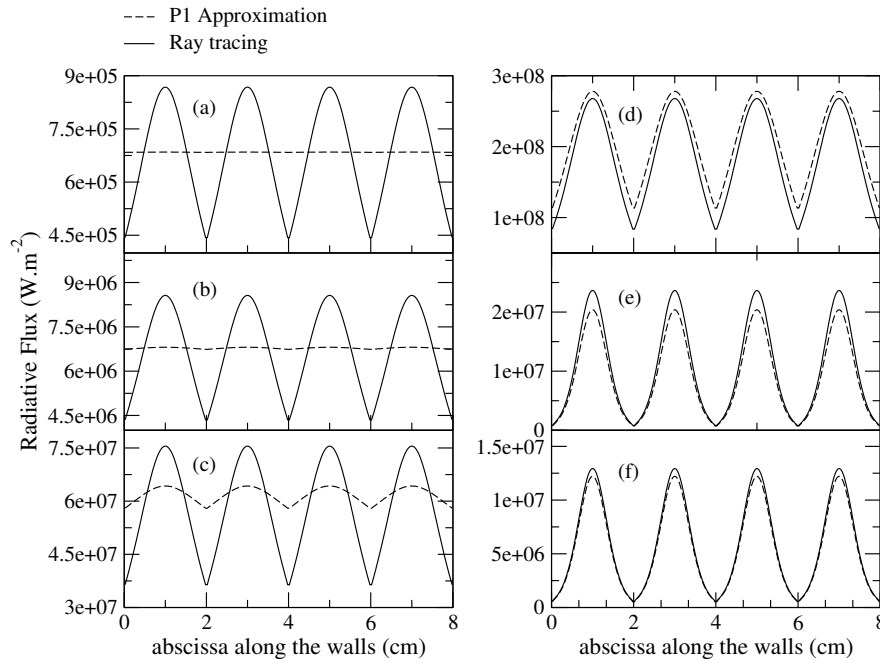 P1 Approximation
Ray tracing
Radiative Flux (W.m⁻²)
9e+05
7.5e+05
6e+05
4.5e+05
(a)
9e+06
7.5e+06
6e+06
4.5e+06
(b)
7.5e+07
6e+07
4.5e+07
3e+07
(c)
0 2 4 6 8
abscissa along the walls (cm)
3e+08
2e+08
1e+08
(d)
2e+07
1e+07
0
(e)
1.5e+07
1e+07
5e+06
0
(f)
0 2 4 6 8
abscissa along the walls (cm)